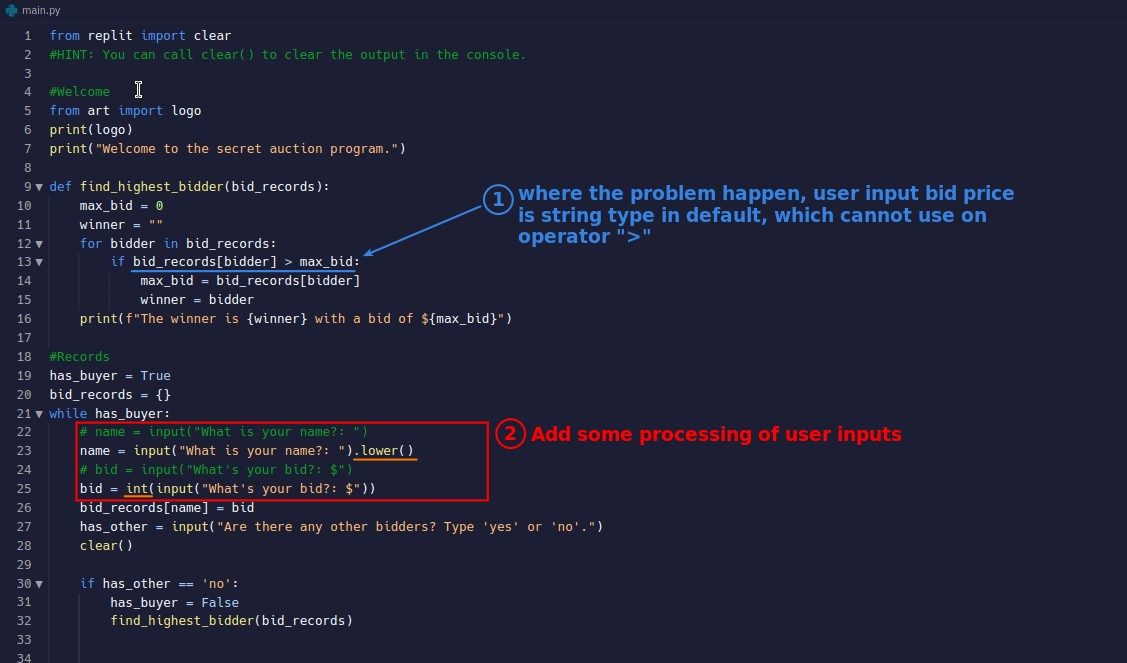 main.py
1 from replit import clear
2 #HINT: You can call clear() to clear the output in the console.
3
4 #Welcome
5 from art import logo
6 print(logo)
7 print("Welcome to the secret auction program.")
8
9 def find_highest_bidder(bid_records):
10 max_bid = 0
11 winner = ""
12 for bidder in bid_records:
13 if bid_records[bidder] > max_bid:
14 max_bid = bid_records[bidder]
15 winner = bidder
16 print(f"The winner is {winner} with a bid of ${max_bid}")
17
18 #Records
19 has_buyer = True
20 bid_records = {}
21 while has_buyer:
22 # name = input("What is your name?: ")
23 name = input("What is your name?: ").lower()
24 # bid = input("What's your bid?: $")
25 bid = int(input("What's your bid?: $"))
26 bid_records[name] = bid
27 has_other = input("Are there any other bidders? Type 'yes' or 'no'.")
28 clear()
29
30 if has_other == 'no':
31 has_buyer = False
32 find_highest_bidder(bid_records)
33
34
1 where the problem happen, user input bid price
is string type in default, which cannot use on
operator ">"
2 Add some processing of user inputs